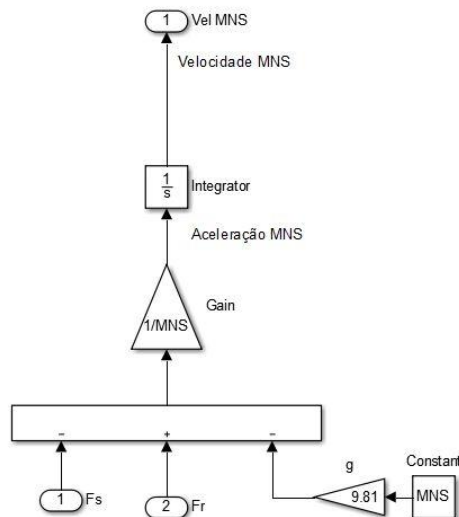 1 Vel MNS
Velocidade MNS
1
s
Integrator
Aceleração MNS
Gain
1/MNS
− + −
g Constant
1 Fs 2 Fr 9.81 MNS